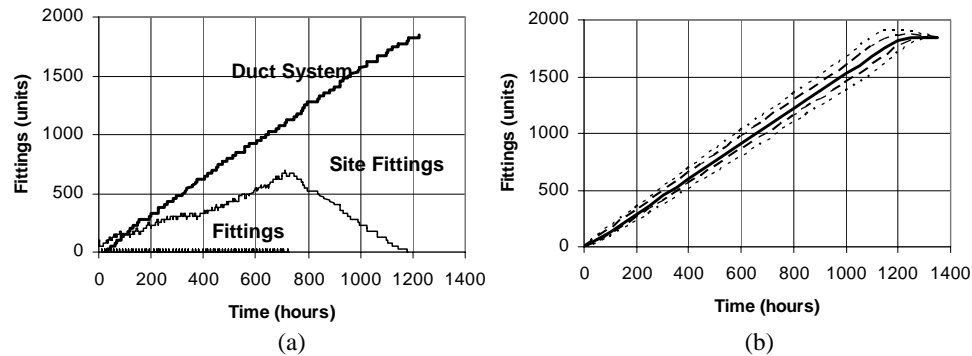 2000
1500
1000
500
0
Fittings (units)
Duct System
Site Fittings
Fittings
0 200 400 600 800 1000 1200 1400
Time (hours)
(a)
2000
1500
1000
500
0
Fittings (units)
0 200 400 600 800 1000 1200 1400
Time (hours)
(b)